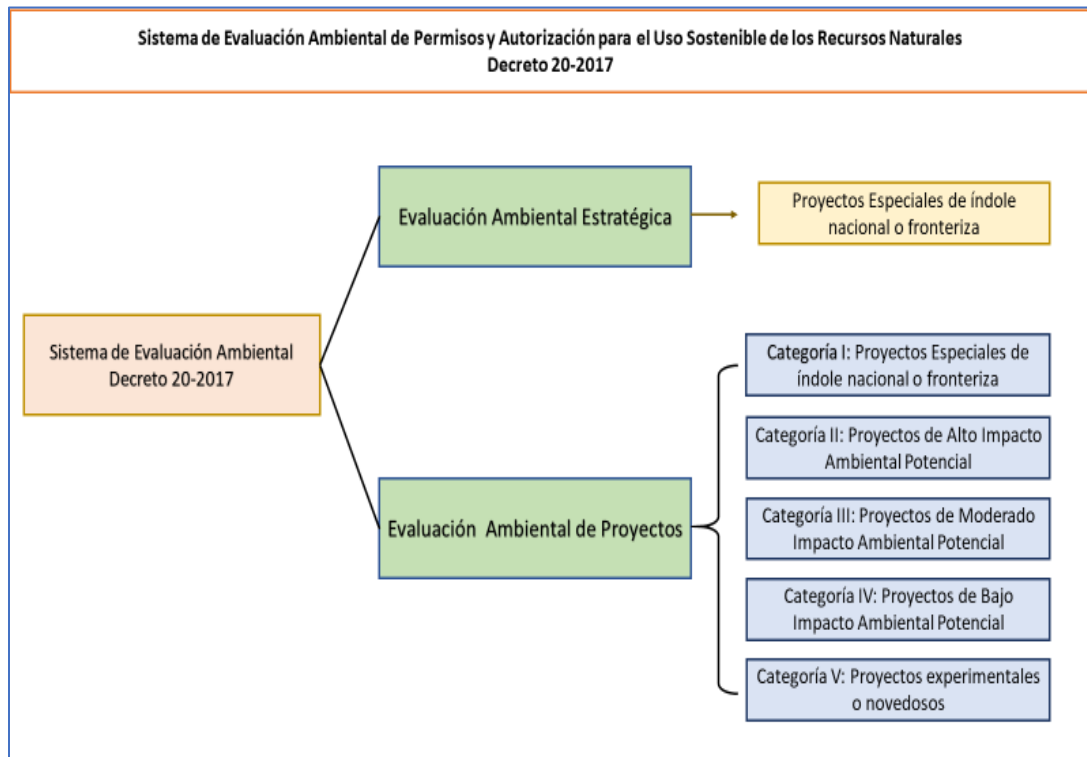 Sistema de Evaluación Ambiental de Permisos y Autorización para el Uso Sostenible de los Recursos Naturales
Decreto 20-2017
Evaluación Ambiental Estratégica
Proyectos Especiales de índole
nacional o fronteriza
Sistema de Evaluación Ambiental
Decreto 20-2017
Evaluación Ambiental de Proyectos
Categoría I: Proyectos Especiales de
índole nacional o fronteriza
Categoría II: Proyectos de Alto Impacto
Ambiental Potencial
Categoría III: Proyectos de Moderado
Impacto Ambiental Potencial
Categoría IV: Proyectos de Bajo
Impacto Ambiental Potencial
Categoría V: Proyectos experimentales
o novedosos